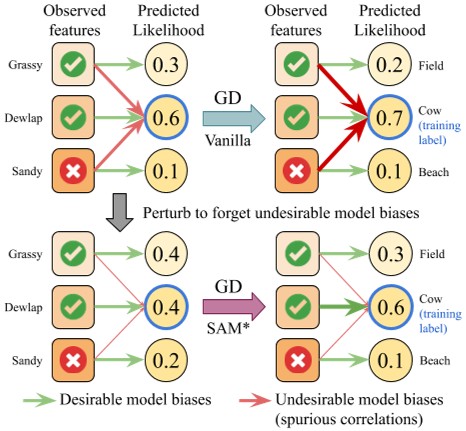 Observed features
Predicted Likelihood
Observed features
Predicted Likelihood
Grassy
0.3
0.2
Field
GD
Dewlap
0.6
0.7
Cow
(training label)
Vanilla
Sandy
0.1
0.1
Beach
Perturb to forget undesirable model biases
Grassy
0.4
0.3
Field
GD
Dewlap
0.4
0.6
Cow
(training label)
SAM*
Sandy
0.2
0.1
Beach
Desirable model biases
Undesirable model biases
(spurious correlations)